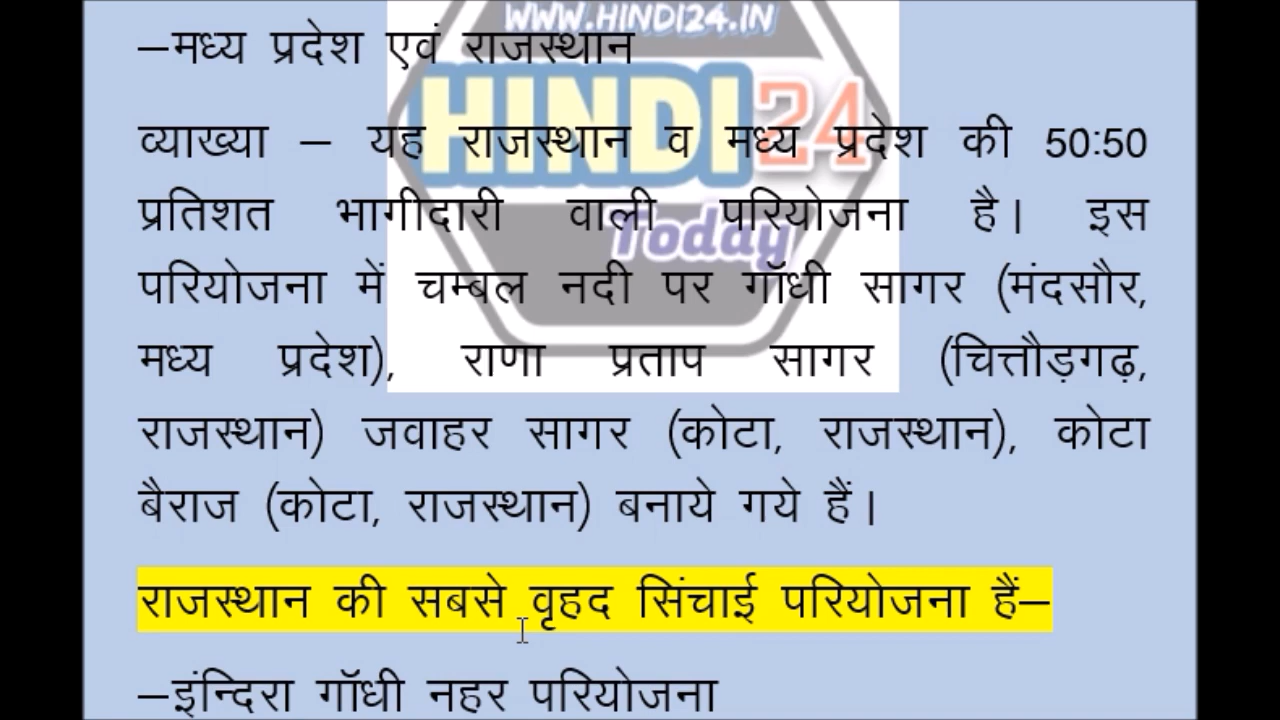 WWW.HINDI24.IN
–मध्य प्रदेश एवं राजस्थान
HINDI 24
Today
व्याख्या – यह राजस्थान व मध्य प्रदेश की 50:50
प्रतिशत भागीदारी वाली परियोजना है। इस
परियोजना में चम्बल नदी पर गॉधी सागर (मंदसौर,
मध्य प्रदेश), राणा प्रताप सागर (चित्तौड़गढ़,
राजस्थान) जवाहर सागर (कोटा, राजस्थान), कोटा
बैराज (कोटा, राजस्थान) बनाये गये हैं।
राजस्थान की सबसे वृहद सिंचाई परियोजना हैं–
–इंन्दिरा गॉधी नहर परियोजना